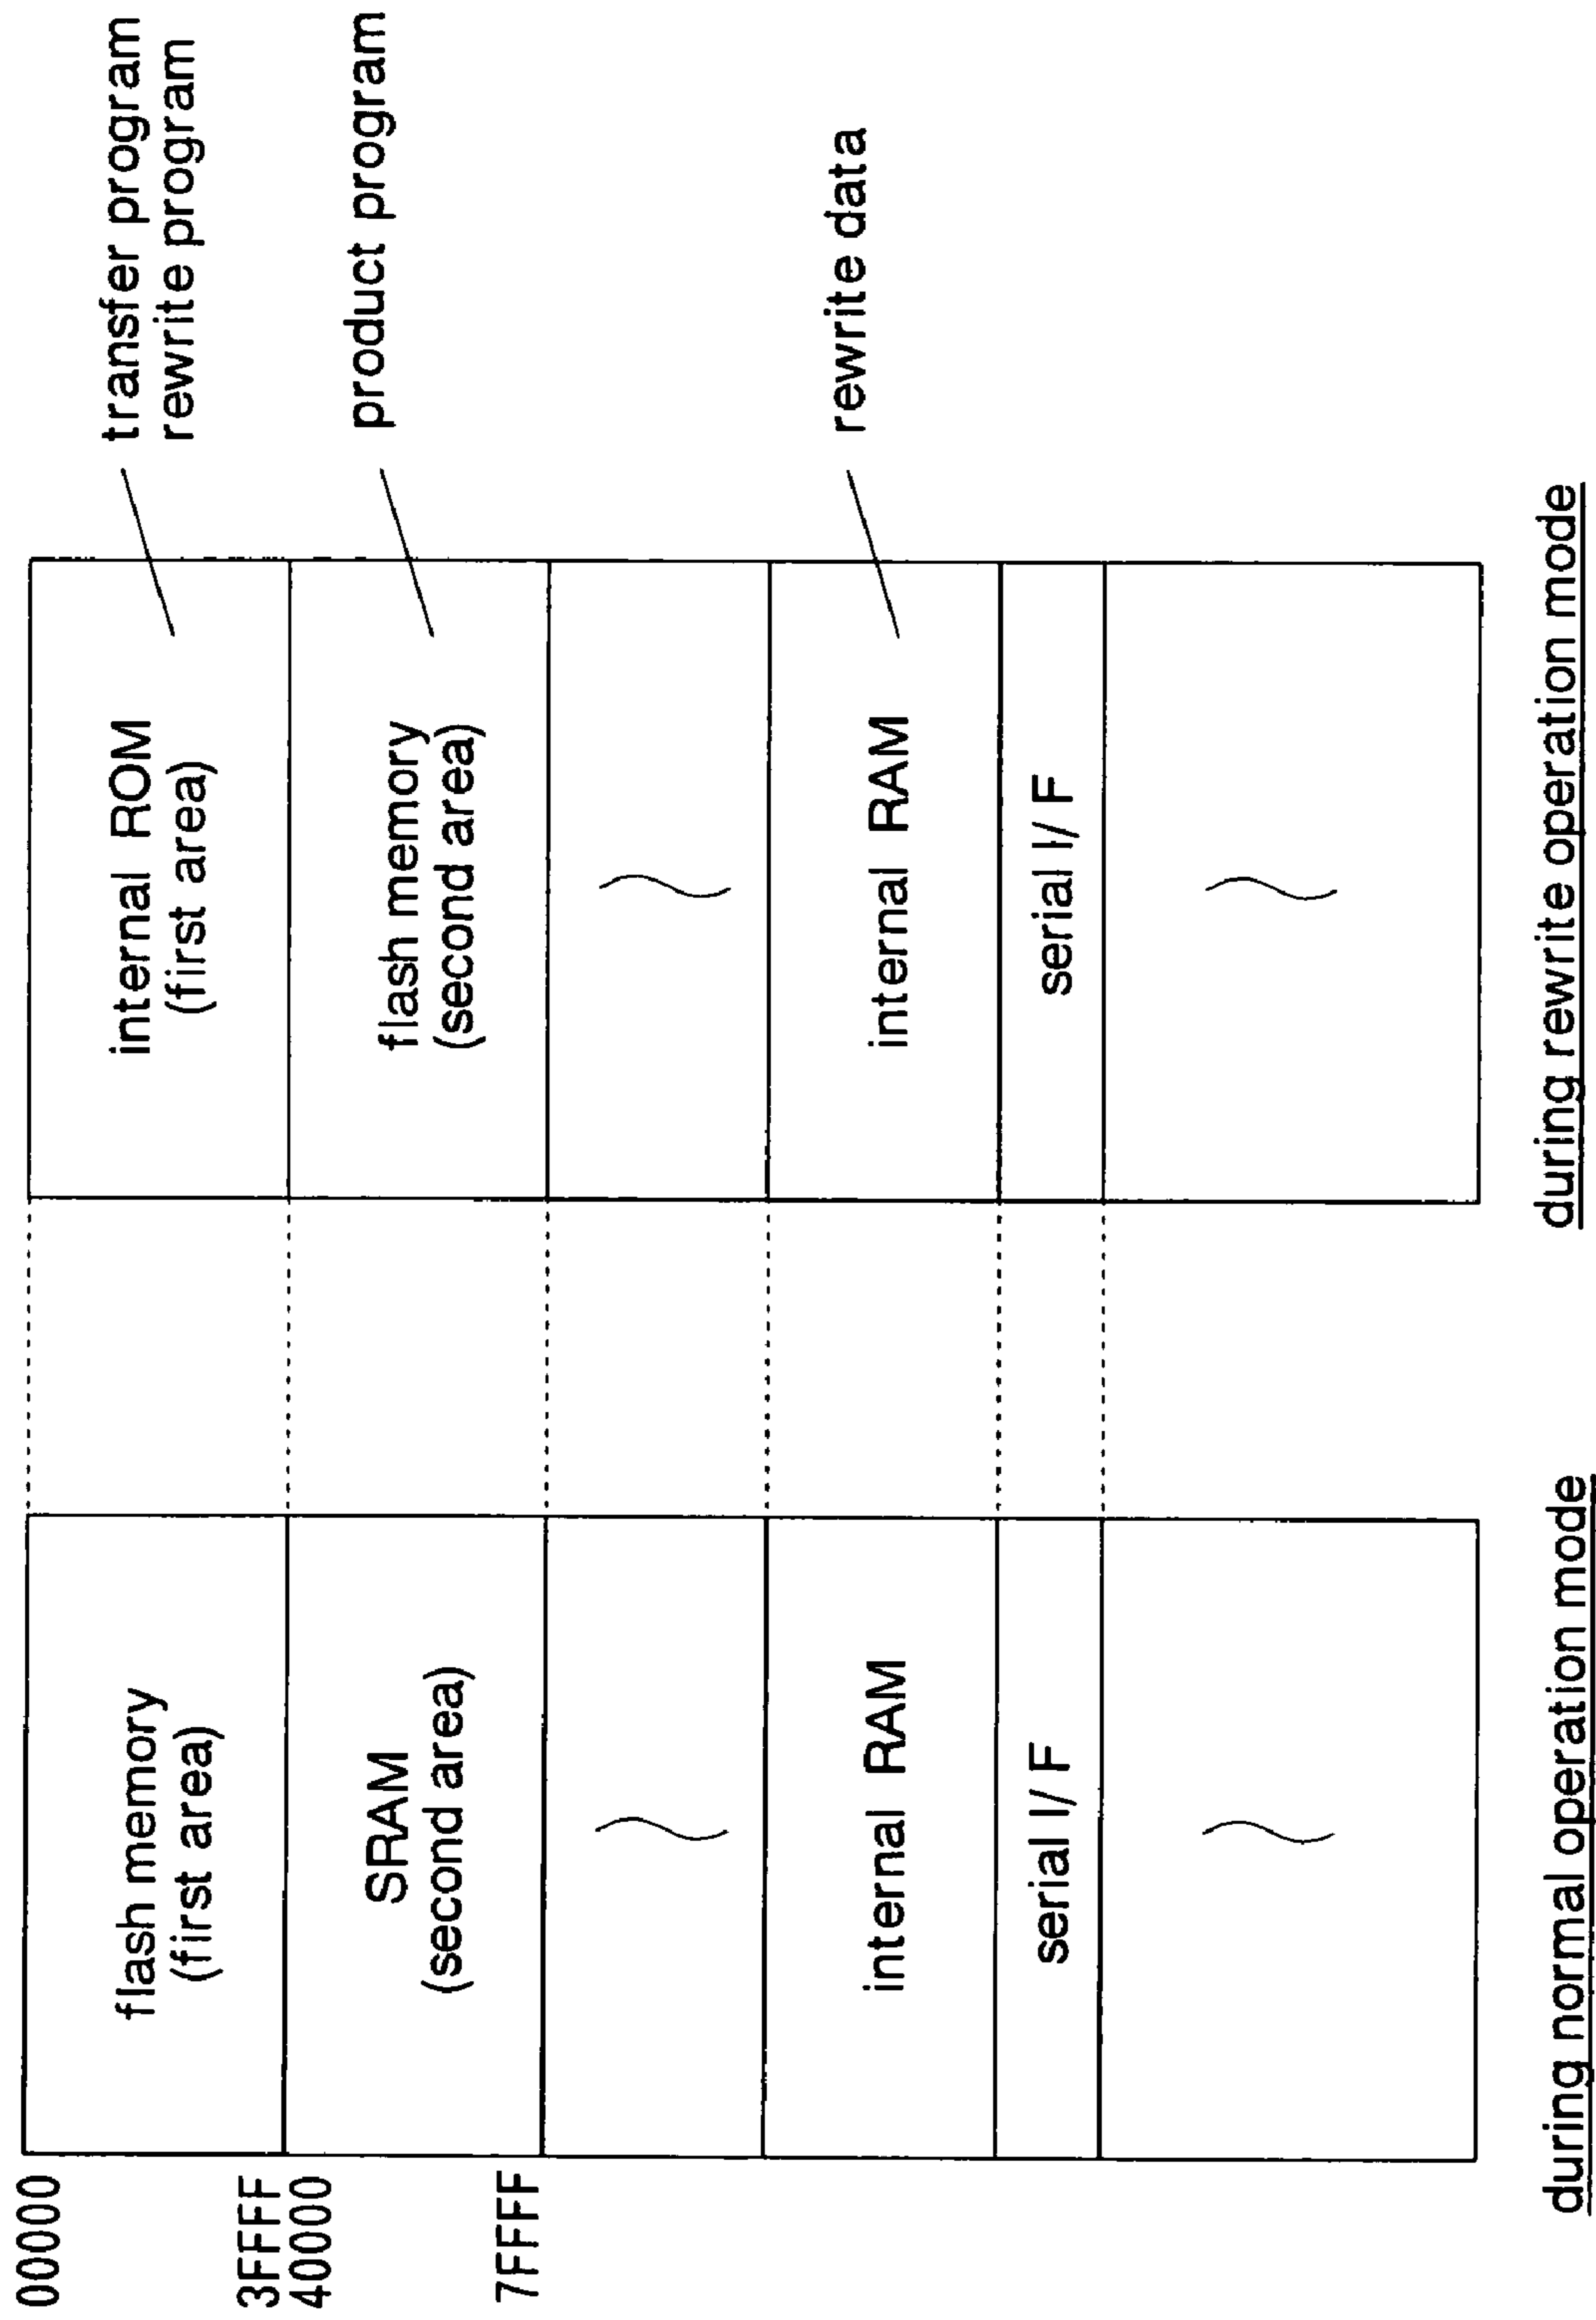 00000
3FFFF
40000
7FFFF
flash memory
(first area)
SRAM
(second area)
internal RAM
serial I/F
during normal operation mode
internal ROM
(first area)
flash memory
(second area)
internal RAM
serial I/F
during rewrite operation mode
transfer program
rewrite program
product program
rewrite data